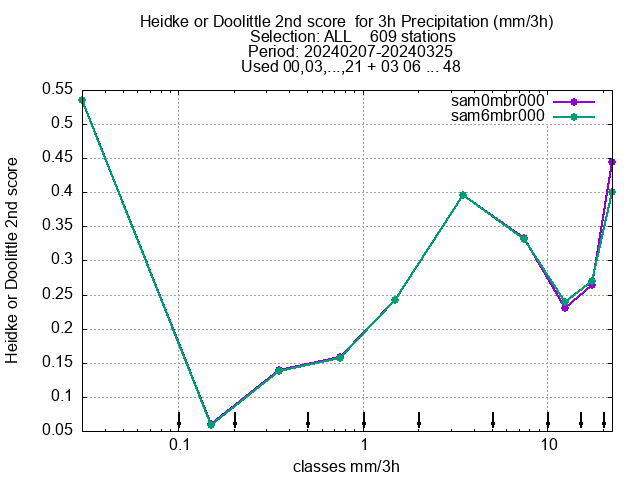 Heidke or Doolittle 2nd score  for 3h Precipitation (mm/3h)
Selection: ALL    609 stations
Period: 20240207-20240325
Used 00,03,...,21 + 03 06 ... 48
sam0mbr000
sam6mbr000
Heidke or Doolittle 2nd score
0.55
0.5
0.45
0.4
0.35
0.3
0.25
0.2
0.15
0.1
0.05
0.1 1 10
classes mm/3h